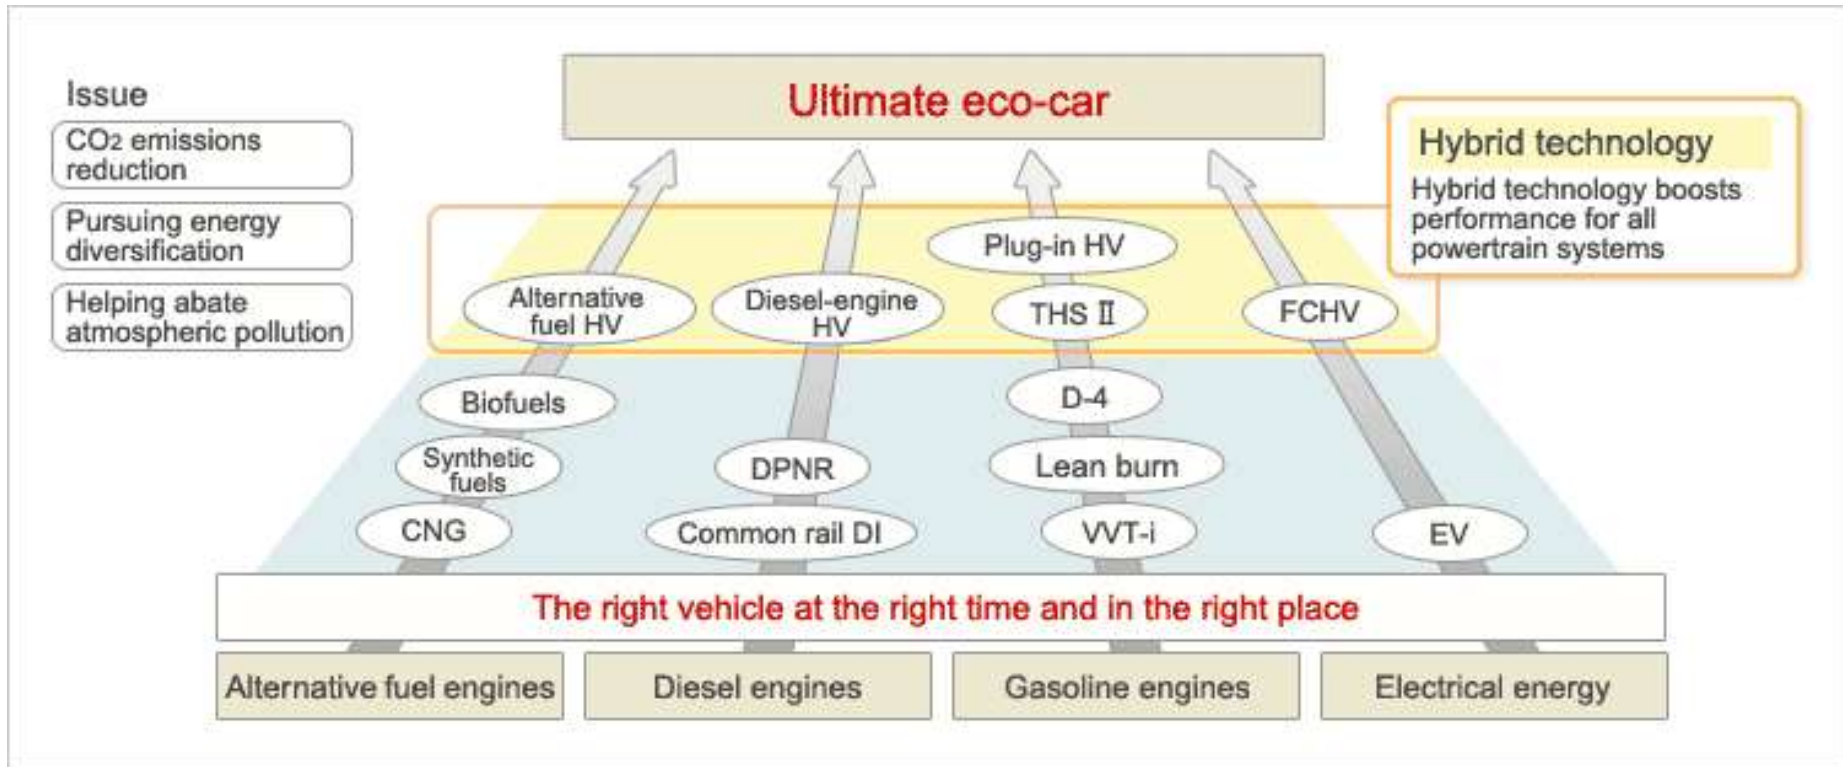 Ultimate eco-car
Issue
CO2 emissions
reduction
Pursuing energy
diversification
Helping abate
atmospheric pollution
Hybrid technology
Hybrid technology boosts
performance for all
powertrain systems
Plug-in HV
Alternative
fuel HV
Diesel-engine
HV
THS II
FCHV
Biofuels
D-4
Synthetic
fuels
DPNR
Lean burn
CNG
Common rail DI
VVT-i
EV
The right vehicle at the right time and in the right place
Alternative fuel engines
Diesel engines
Gasoline engines
Electrical energy